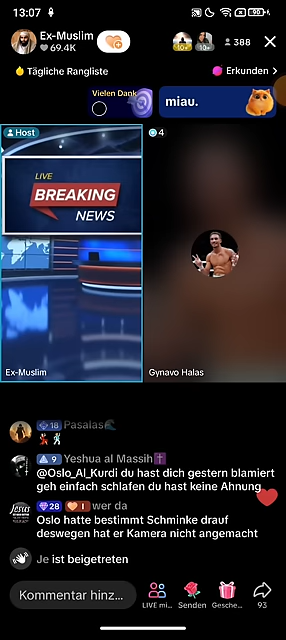 13:07
90
Ex-Muslim
69.4K
10+
10+
388
Tägliche Rangliste
Erkunden >
Vielen Dank
miau.
Host
4
LIVE
BREAKING
NEWS
Ex-Muslim
Gynavo Halas
18 Pasalas
9 Yeshua al Massih
@Oslo_Al_Kurdi du hast dich gestern blamiert
geh einfach schlafen du hast keine Ahnung
28 I wer da
Oslo hatte bestimmt Schminke drauf
deswegen hat er Kamera nicht angemacht
Je ist beigetreten
Kommentar hinz...
LIVE mi...
Senden
Gesche...
93